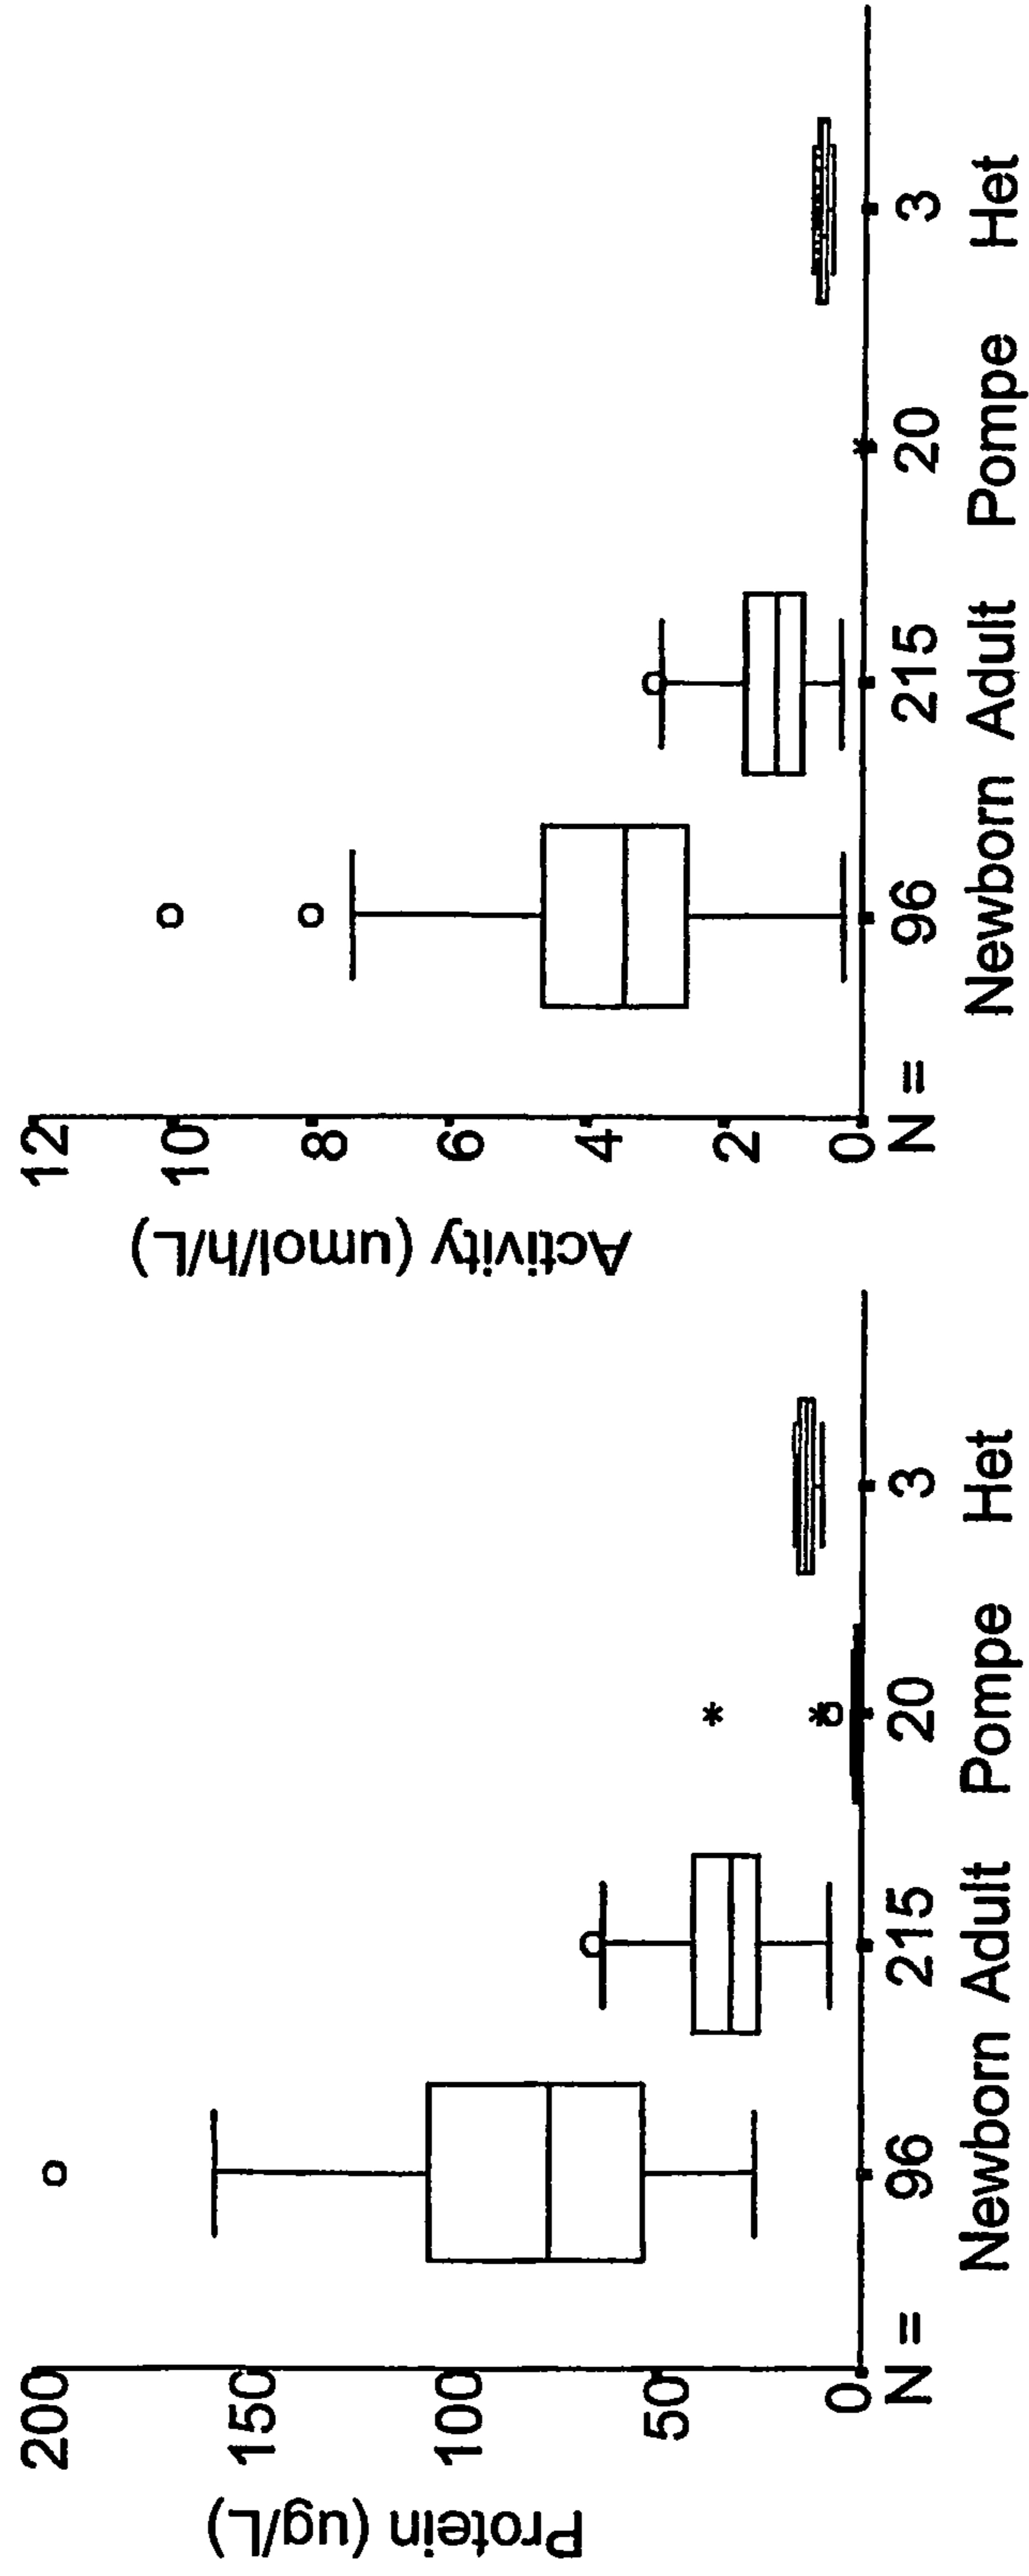 Protein (ug/L)
200
150
100
50
0
N = 96 215 20 3
Newborn Adult Pompe Het
Activity (umol/h/L)
12
10
8
6
4
2
0
N = 96 215 20 3
Newborn Adult Pompe Het